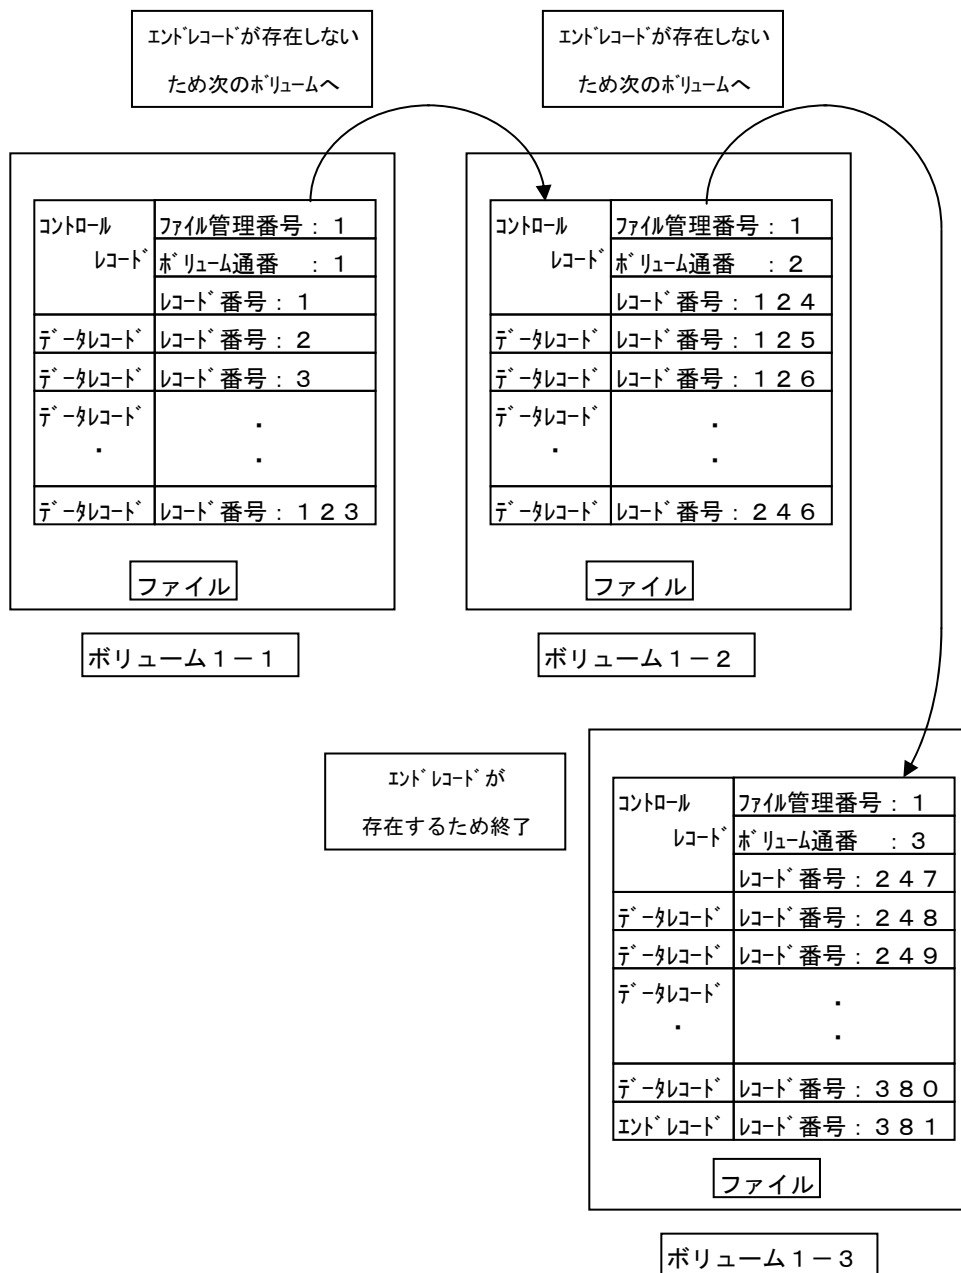 エンドレコードが存在しない
ため次のボリュームへ
エンドレコードが存在しない
ため次のボリュームへ
コントロール
レコード
ファイル管理番号：１
ボリューム通番　：１
レコード番号：１
データレコード　レコード番号：２
データレコード　レコード番号：３
データレコード
・
・
・
データレコード　レコード番号：１２３
ファイル
ボリューム１－１
コントロール
レコード
ファイル管理番号：１
ボリューム通番　：２
レコード番号：１２４
データレコード　レコード番号：１２５
データレコード　レコード番号：１２６
データレコード
・
・
・
データレコード　レコード番号：２４６
ファイル
ボリューム１－２
エンドレコードが
存在するため終了
コントロール
レコード
ファイル管理番号：１
ボリューム通番　：３
レコード番号：２４７
データレコード　レコード番号：２４８
データレコード　レコード番号：２４９
データレコード
・
・
・
データレコード　レコード番号：３８０
エンドレコード　レコード番号：３８１
ファイル
ボリューム１－３